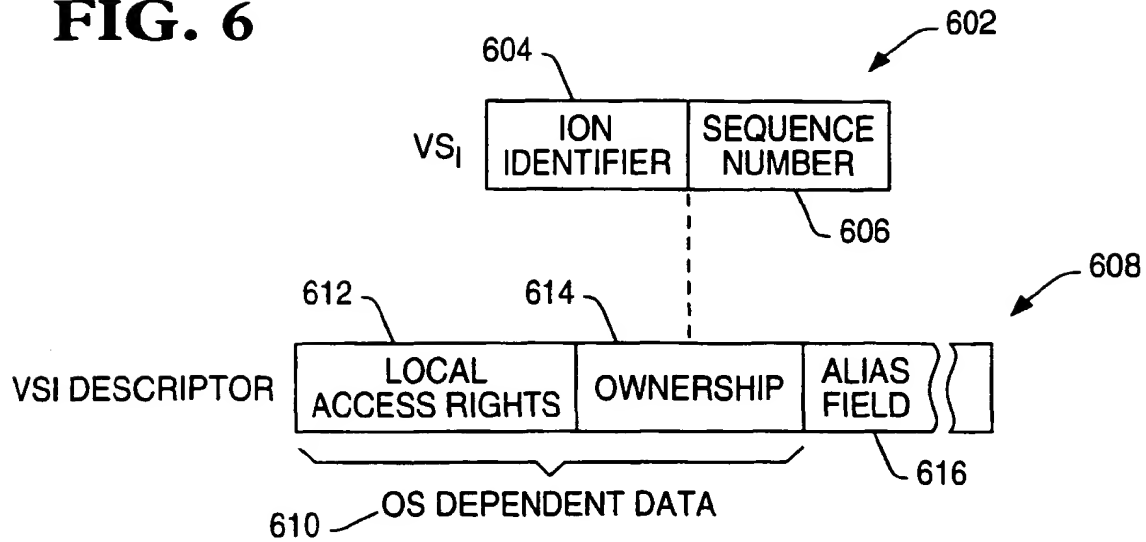 FIG. 6
602
604
VSI
ION IDENTIFIER
SEQUENCE NUMBER
606
608
612
614
VSI DESCRIPTOR
LOCAL ACCESS RIGHTS
OWNERSHIP
ALIAS FIELD
616
610
OS DEPENDENT DATA